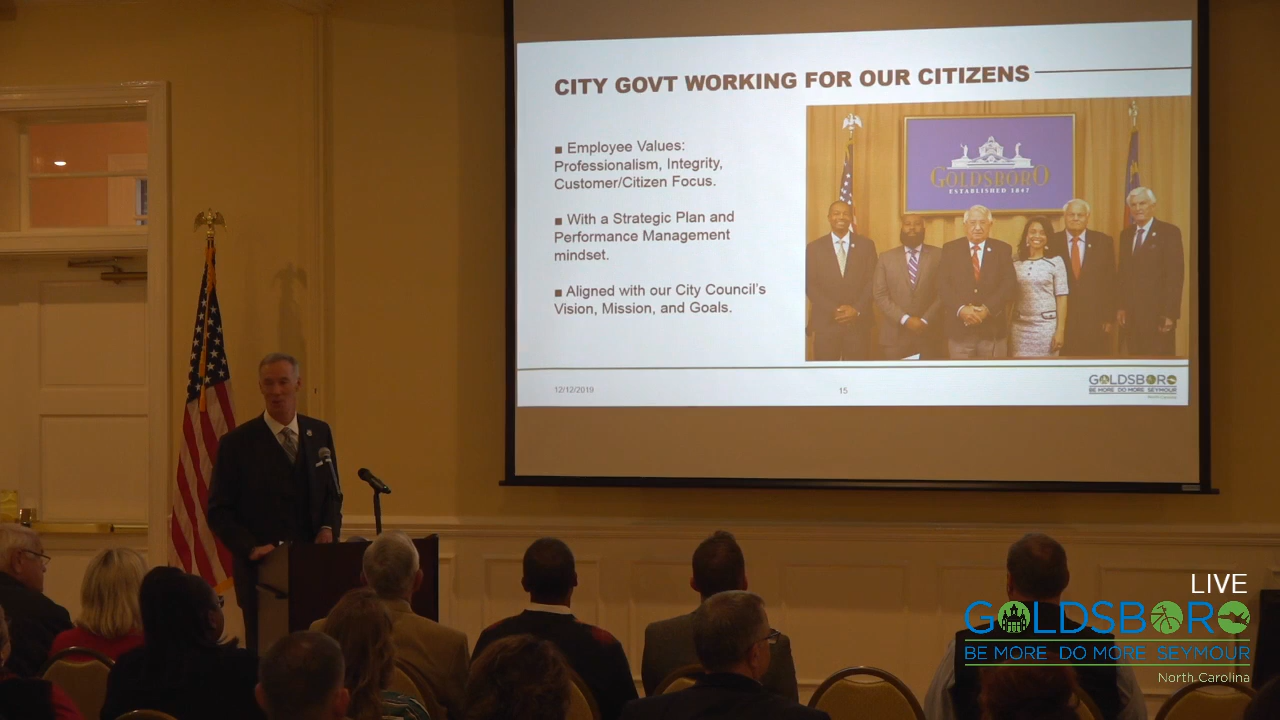 CITY GOVT WORKING FOR OUR CITIZENS
■ Employee Values:
Professionalism, Integrity,
Customer/Citizen Focus.
■ With a Strategic Plan and
Performance Management
mindset.
■ Aligned with our City Council's
Vision, Mission, and Goals.
GOLDSBORO
ESTABLISHED 1847
12/12/2019
15
GOLDSBORO
BE MORE DO MORE SEYMOUR
North Carolina
LIVE
GOLDSBORO
BE MORE DO MORE SEYMOUR
North Carolina